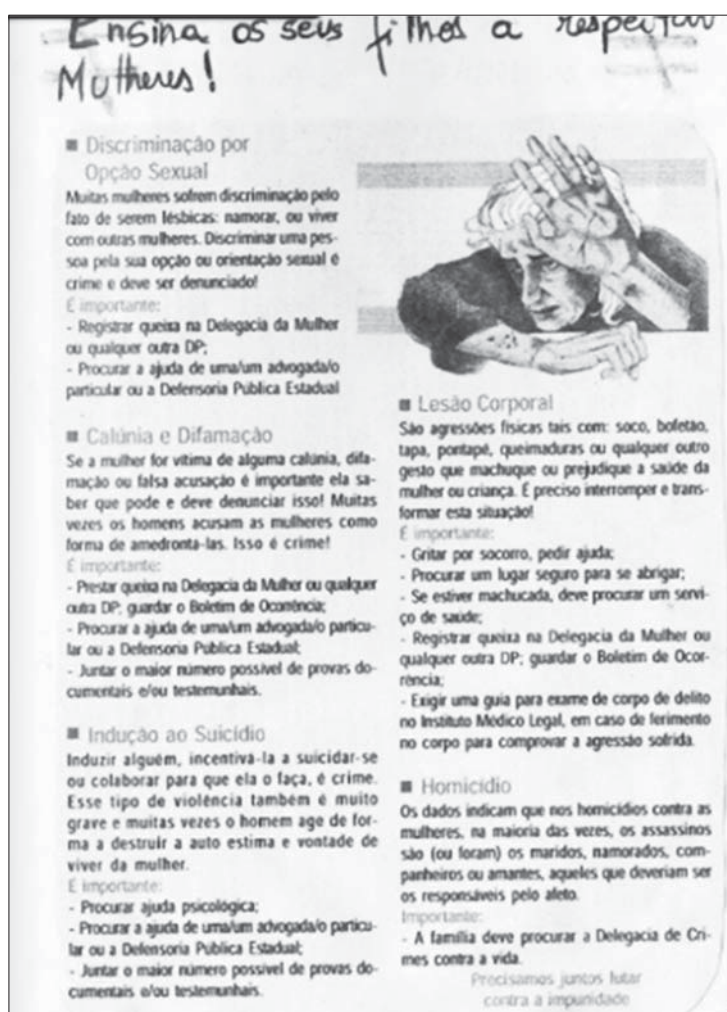 Ensina os seus filhos a respeitar
Mulheres!
■ Discriminação por
Opção Sexual
Muitas mulheres sofrem discriminação pelo
fato de serem lésbicas: namorar, ou viver
com outras mulheres. Discriminar uma pes-
soa pela sua opção ou orientação sexual é
crime e deve ser denunciado!
É importante:
- Registrar queixa na Delegacia da Mulher
ou qualquer outra DP;
- Procurar a ajuda de uma/um advogada/o
particular ou a Defensoria Pública Estadual
■ Calúnia e Difamação
Se a mulher for vítima de alguma calúnia, difa-
mação ou falsa acusação é importante ela sa-
ber que pode e deve denunciar isso! Muitas
vezes os homens acusam as mulheres como
forma de amedronta-las. Isso é crime!
É importante:
- Prestar queixa na Delegacia da Mulher ou qualquer
outra DP; guardar o Boletim de Ocorrência;
- Procurar a ajuda de uma/um advogada/o particu-
lar ou a Defensoria Pública Estadual;
- Juntar o maior número possível de provas do-
cumentais e/ou testemunhais.
■ Indução ao Suicídio
Induzir alguém, incentiva-la a suicidar-se
ou colaborar para que ela o faça, é crime.
Esse tipo de violência também é muito
grave e muitas vezes o homem age de for-
ma a destruir a auto estima e vontade de
viver da mulher.
É importante:
- Procurar ajuda psicológica;
- Procurar a ajuda de uma/um advogada/o particu-
lar ou a Defensoria Pública Estadual;
- Juntar o maior número possível de provas do-
cumentais e/ou testemunhais.
■ Lesão Corporal
São agressões físicas tais com: soco, bofetão,
tapa, pontapé, queimaduras ou qualquer outro
gesto que machuque ou prejudique a saúde da
mulher ou criança. É preciso interromper e trans-
formar esta situação!
É importante:
- Gritar por socorro, pedir ajuda;
- Procurar um lugar seguro para se abrigar;
- Se estiver machucada, deve procurar um servi-
ço de saúde;
- Registrar queixa na Delegacia da Mulher ou
qualquer outra DP; guardar o Boletim de Ocor-
rência;
- Exigir uma guia para exame de corpo de delito
no Instituto Médico Legal, em caso de ferimento
no corpo para comprovar a agressão sofrida.
■ Homicídio
Os dados indicam que nos homicídios contra as
mulheres, na maioria das vezes, os assassinos
são (ou foram) os maridos, namorados, com-
panheiros ou amantes, aqueles que deveriam ser
os responsáveis pelo afeto.
Importante:
- A família deve procurar a Delegacia de Cri-
mes contra a vida.
Precisamos juntos lutar
contra a impunidade